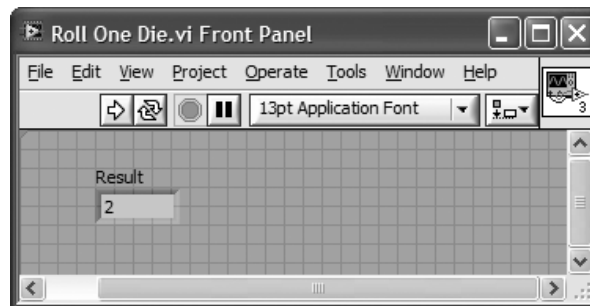 Roll One Die.vi Front Panel
File Edit View Project Operate Tools Window Help
13pt Application Font
3
Result
2